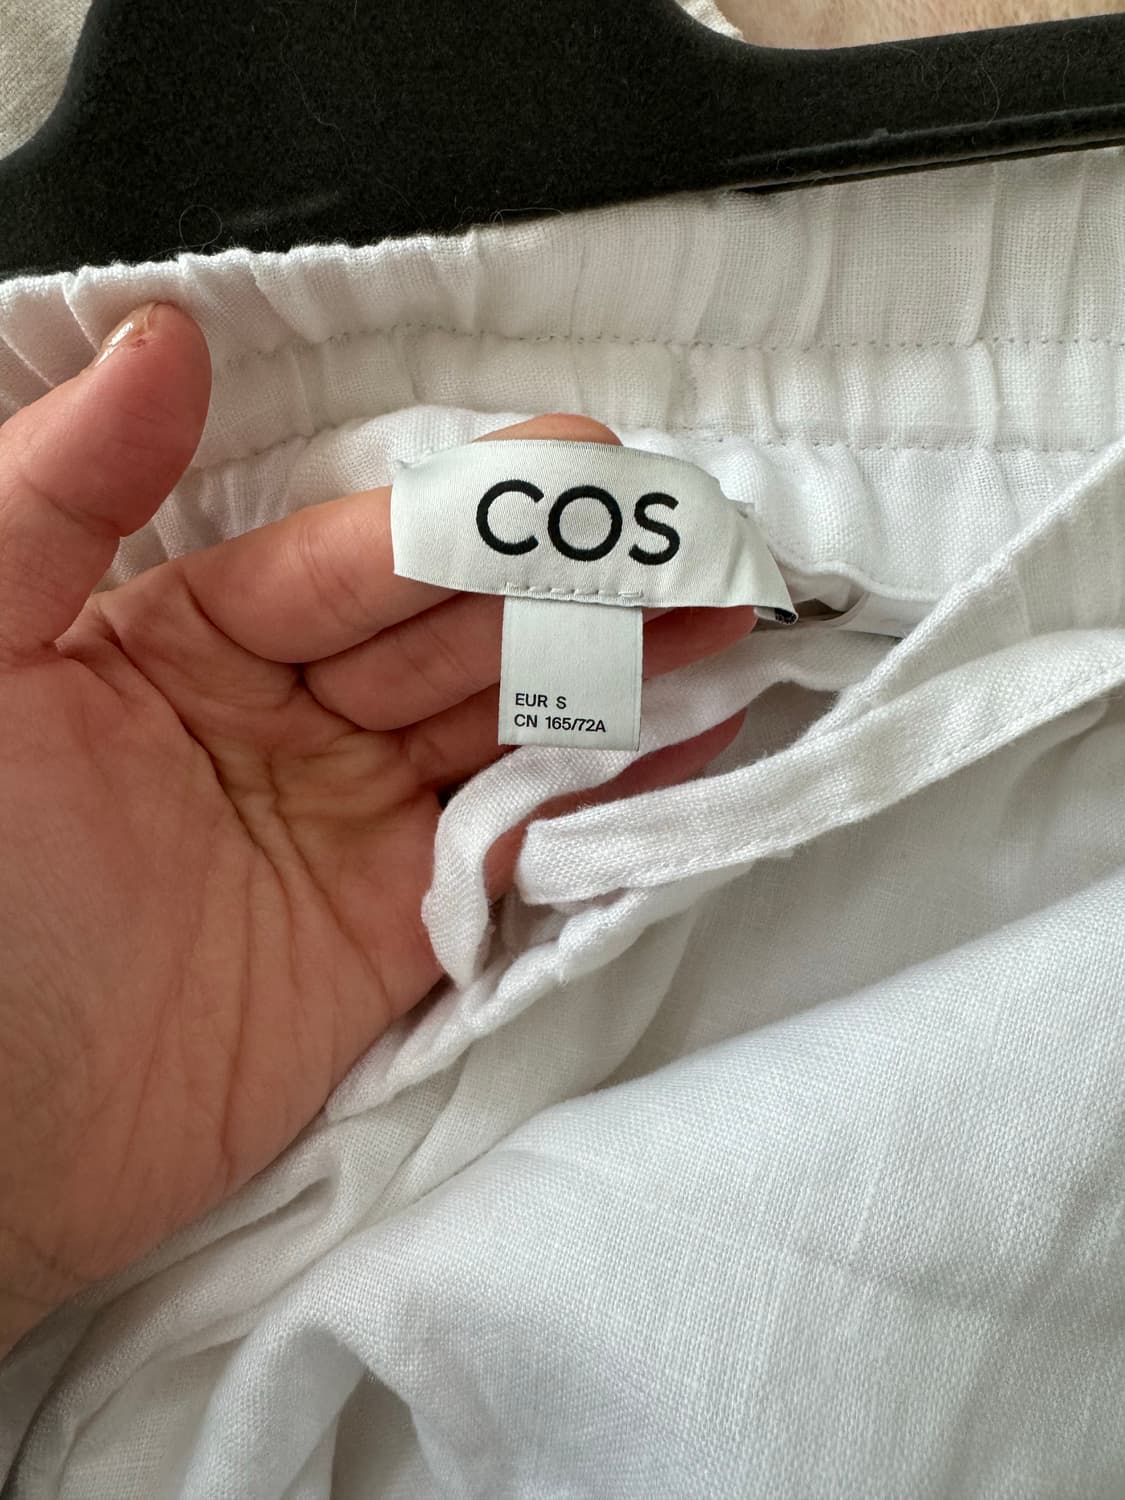 COS
EUR S
CN 165/72A